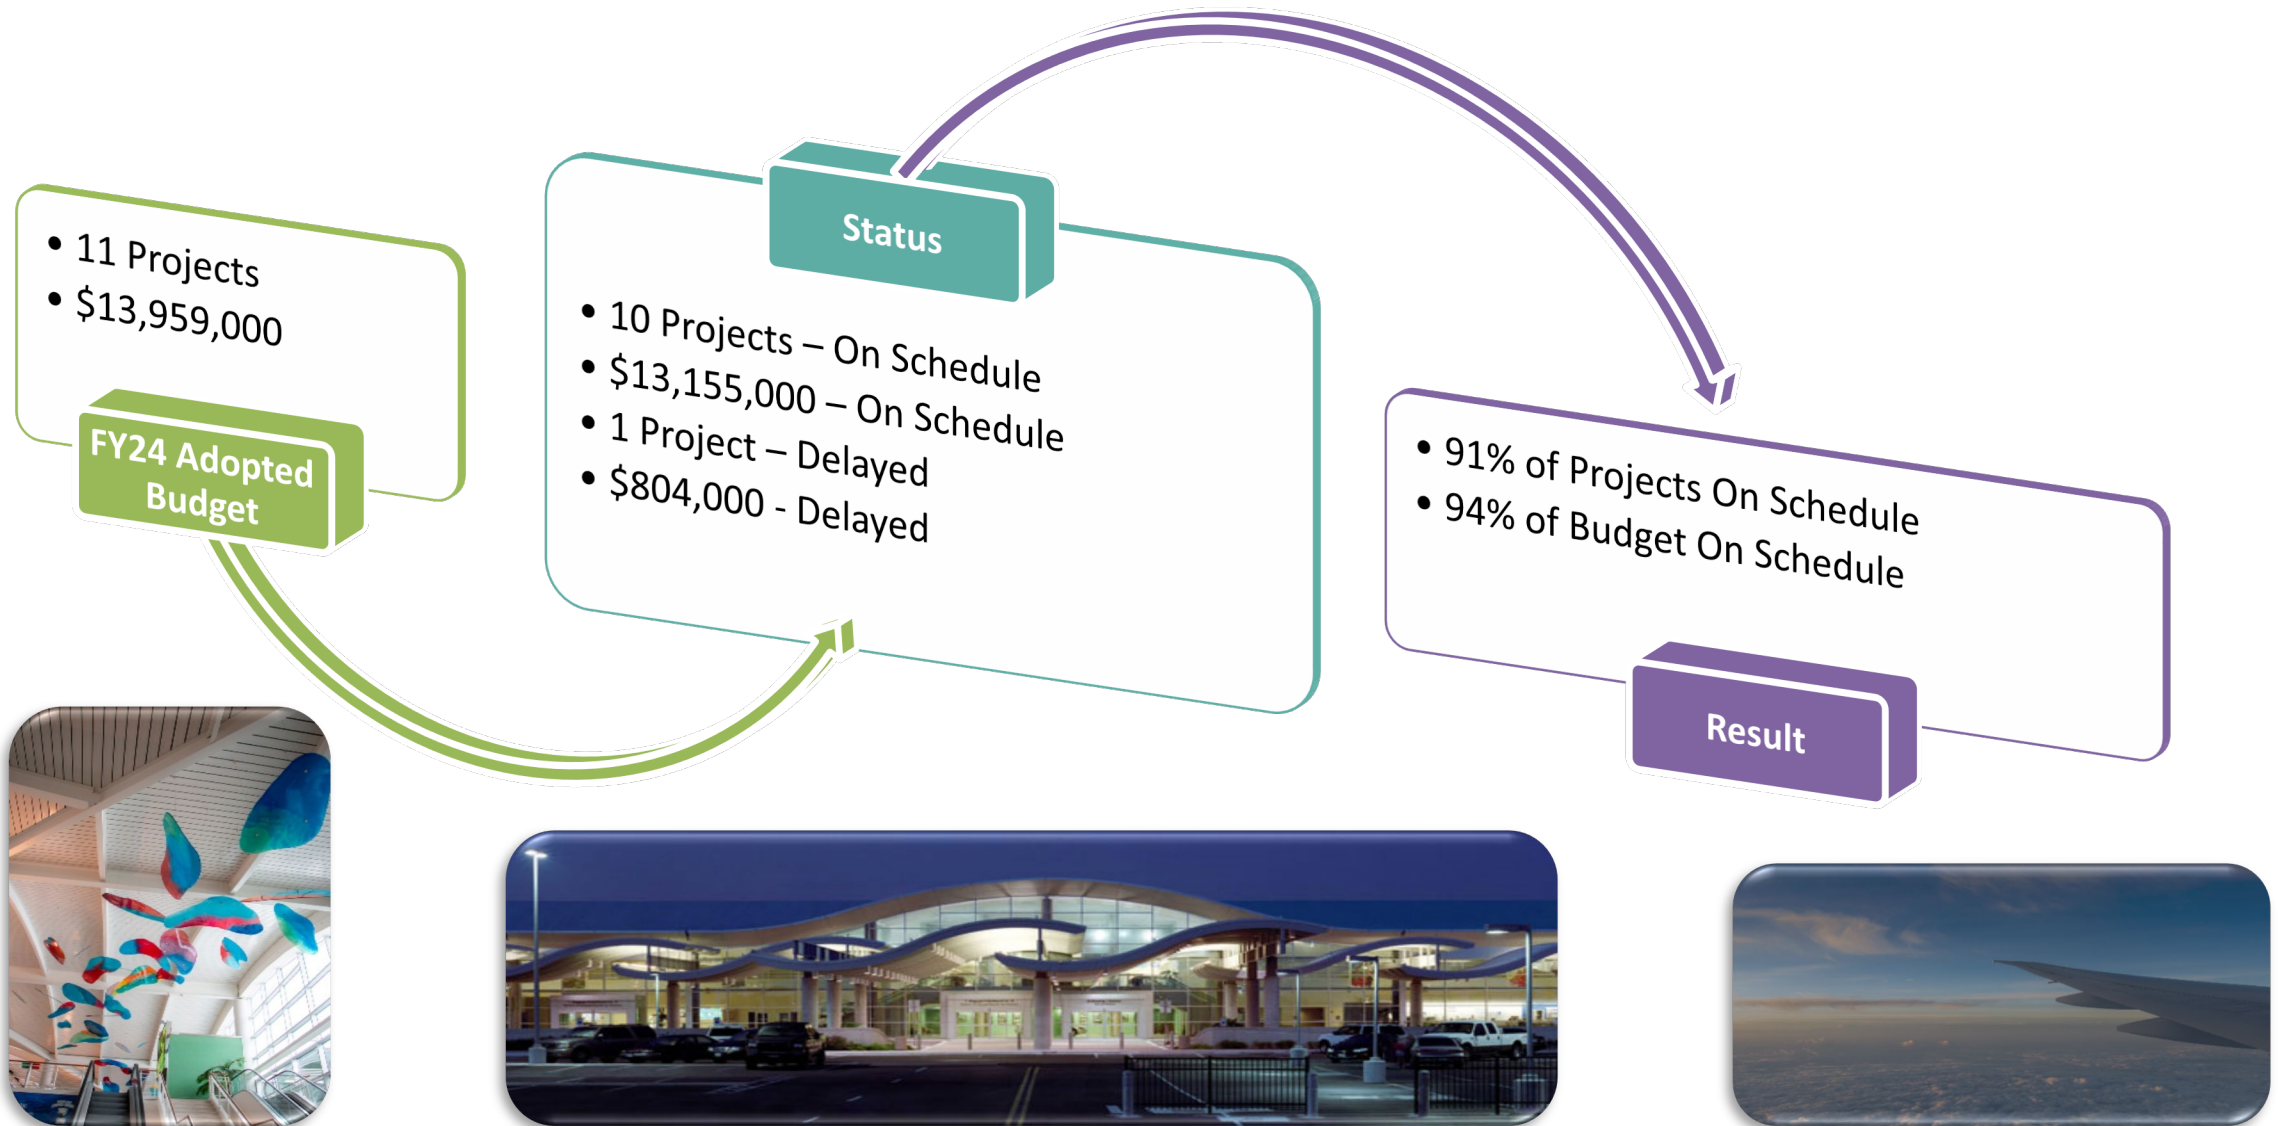 • 11 Projects
• $13,959,000
FY24 Adopted
Budget
Status
• 10 Projects – On Schedule
• $13,155,000 – On Schedule
• 1 Project – Delayed
• $804,000 - Delayed
• 91% of Projects On Schedule
• 94% of Budget On Schedule
Result